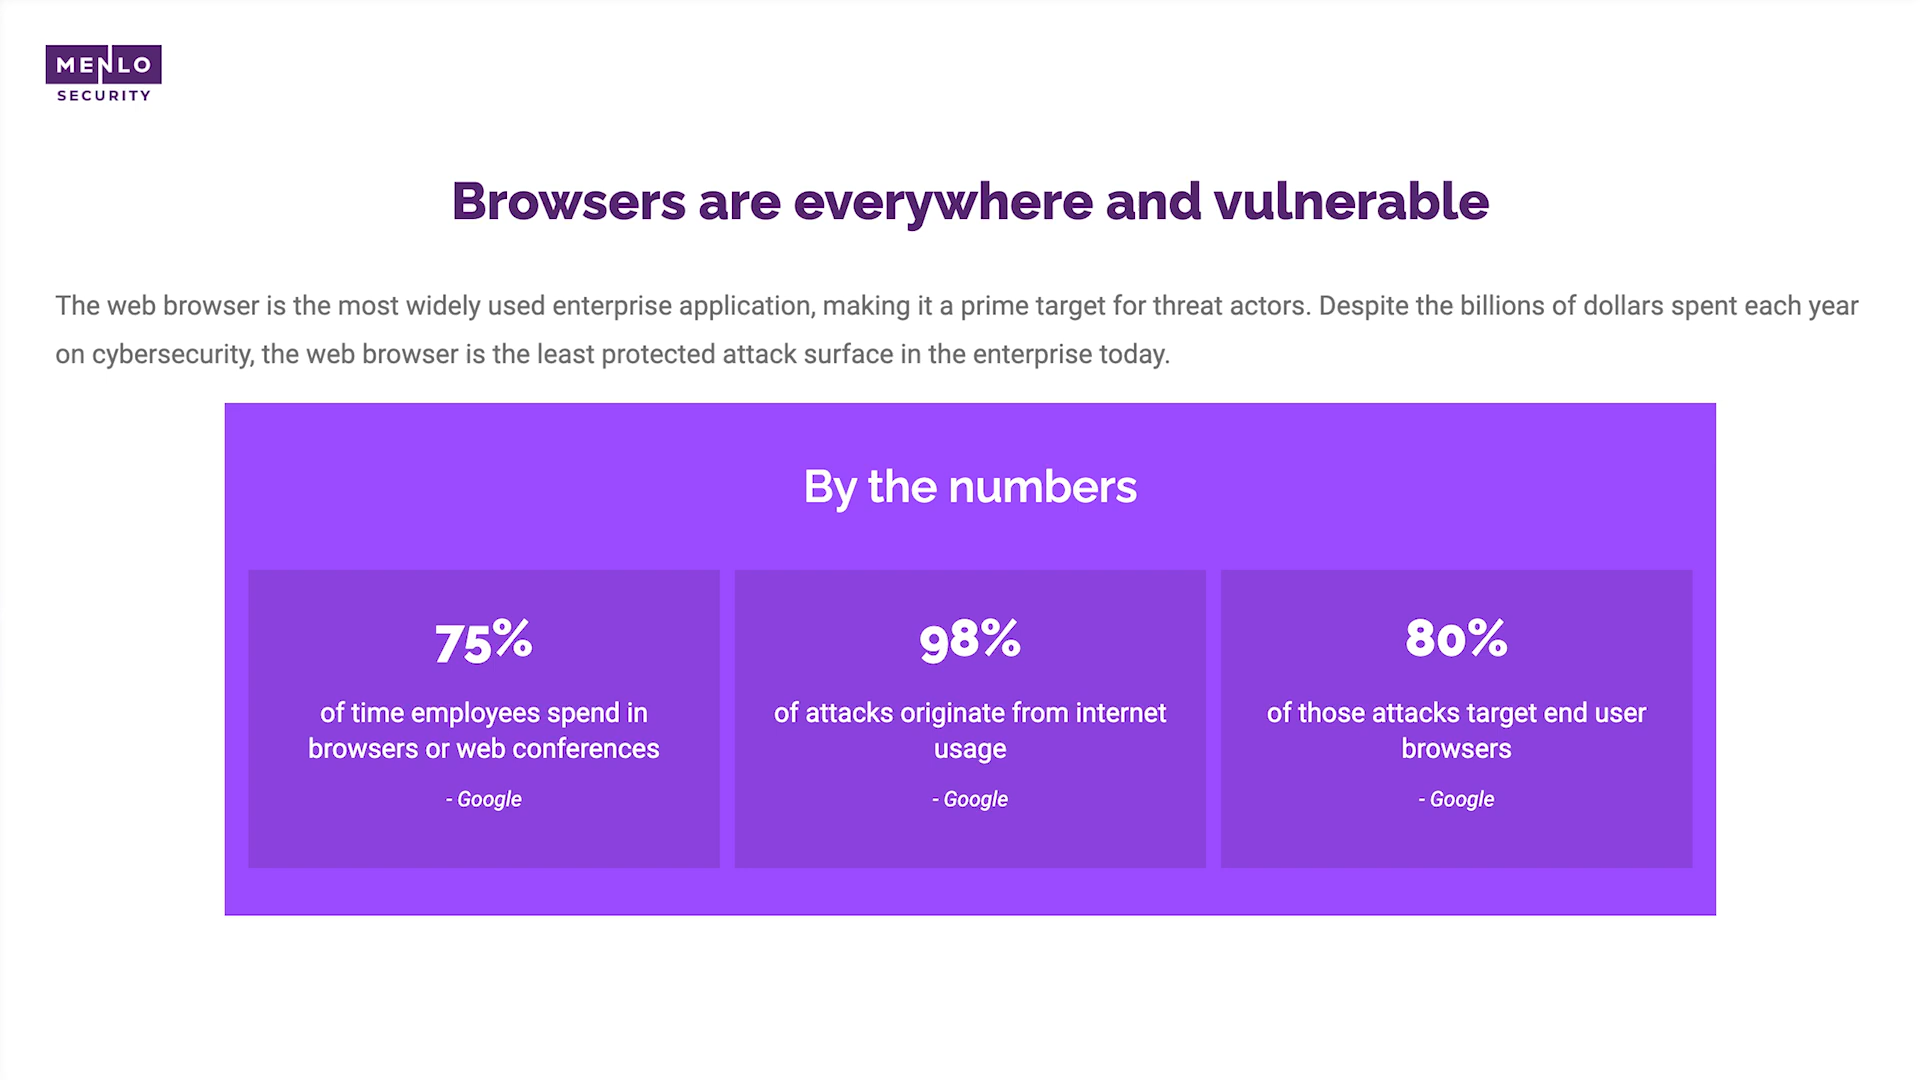 MENLO
SECURITY
Browsers are everywhere and vulnerable
The web browser is the most widely used enterprise application, making it a prime target for threat actors. Despite the billions of dollars spent each year
on cybersecurity, the web browser is the least protected attack surface in the enterprise today.
By the numbers
75%
of time employees spend in
browsers or web conferences
- Google
98%
of attacks originate from internet
usage
- Google
80%
of those attacks target end user
browsers
- Google